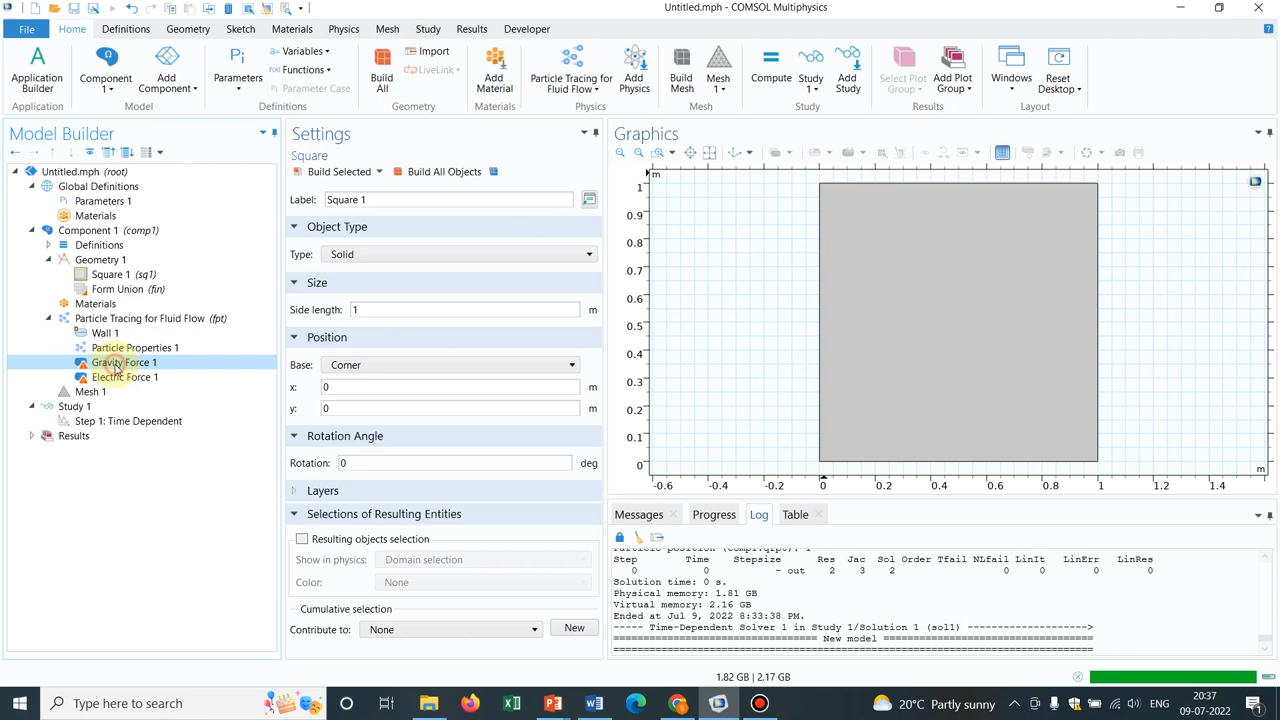 Untitled.mph - COMSOL Multiphysics
File Home Definitions Geometry Sketch Materials Physics Mesh Study Results Developer
Application Builder
Component 1
Add Component
Parameters
Variables
Functions
Parameter Case
Build All
Import
LiveLink
Add Material
Particle Tracing for Fluid Flow
Add Physics
Build Mesh
Mesh 1
Compute
Study 1
Add Study
Select Plot Group
Add Plot Group
Windows
Reset Desktop
Application Model Definitions Geometry Materials Physics Mesh Study Results Layout
Model Builder
Untitled.mph (root)
Global Definitions
Parameters 1
Materials
Component 1 (comp1)
Definitions
Geometry 1
Square 1 (sq1)
Form Union (fin)
Materials
Particle Tracing for Fluid Flow (fpt)
Wall 1
Particle Properties 1
Gravity Force 1
Electric Force 1
Mesh 1
Study 1
Step 1: Time Dependent
Results
Settings
Square
Build Selected Build All Objects
Label: Square 1
Object Type
Type: Solid
Size
Side length: 1 m
Position
Base: Corner
x: 0 m
y: 0 m
Rotation Angle
Rotation: 0 deg
Layers
Selections of Resulting Entities
Resulting objects selection
Show in physics: Domain selection
Color: None
Cumulative selection
Contribute to: None New
Graphics
m
1
0.9
0.8
0.7
0.6
0.5
0.4
0.3
0.2
0.1
0
m
-0.6 -0.4 -0.2 0 0.2 0.4 0.6 0.8 1 1.2 1.4
Messages Progress Log Table
Step Time Stepsize Res Jac Sol Order Tfail NLfail LinIt LinErr LinRes
0 0 - out 2 3 2 0 0 0 0
Solution time: 0 s.
Physical memory: 1.81 GB
Virtual memory: 2.16 GB
Ended at Jul 9, 2022 8:33:38 PM.
----- Time-Dependent Solver 1 in Study 1/Solution 1 (sol1) -------------------->
=============================== New model ===============================
1.82 GB | 2.17 GB
Type here to search
20°C Partly sunny
ENG
20:37
09-07-2022